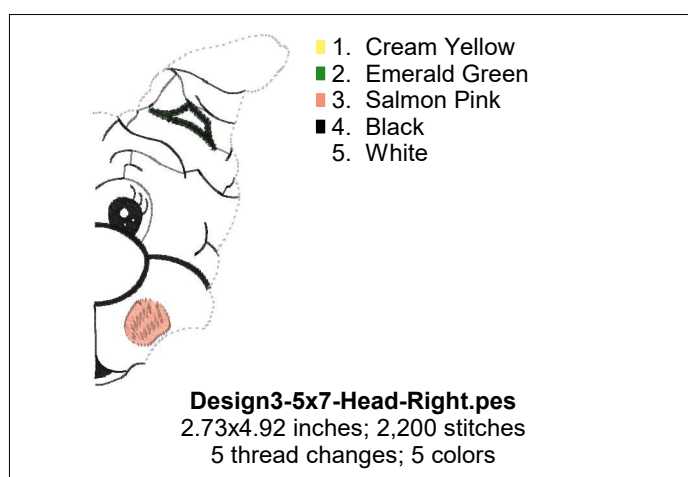 1. Cream Yellow
2. Emerald Green
3. Salmon Pink
4. Black
5. White
Design3-5x7-Head-Right.pes
2.73x4.92 inches; 2,200 stitches
5 thread changes; 5 colors